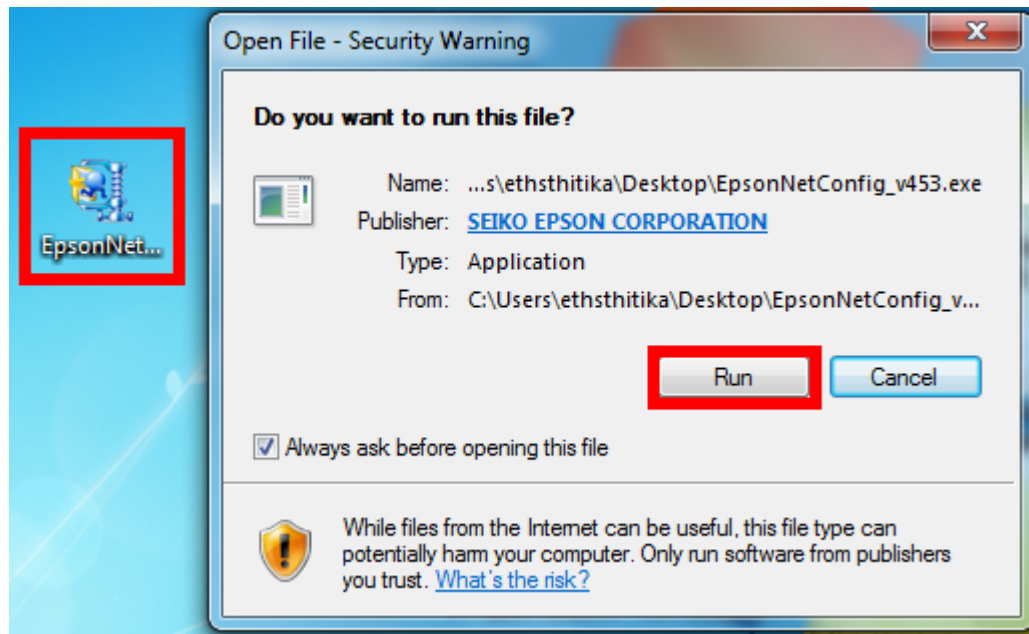 Open File - Security Warning
EpsonNet...
Do you want to run this file?
Name: ...s\ethsthitika\Desktop\EpsonNetConfig_v453.exe
Publisher: SEIKO EPSON CORPORATION
Type: Application
From: C:\Users\ethsthitika\Desktop\EpsonNetConfig_v...
Run Cancel
Always ask before opening this file
While files from the Internet can be useful, this file type can
potentially harm your computer. Only run software from publishers
you trust. What's the risk?